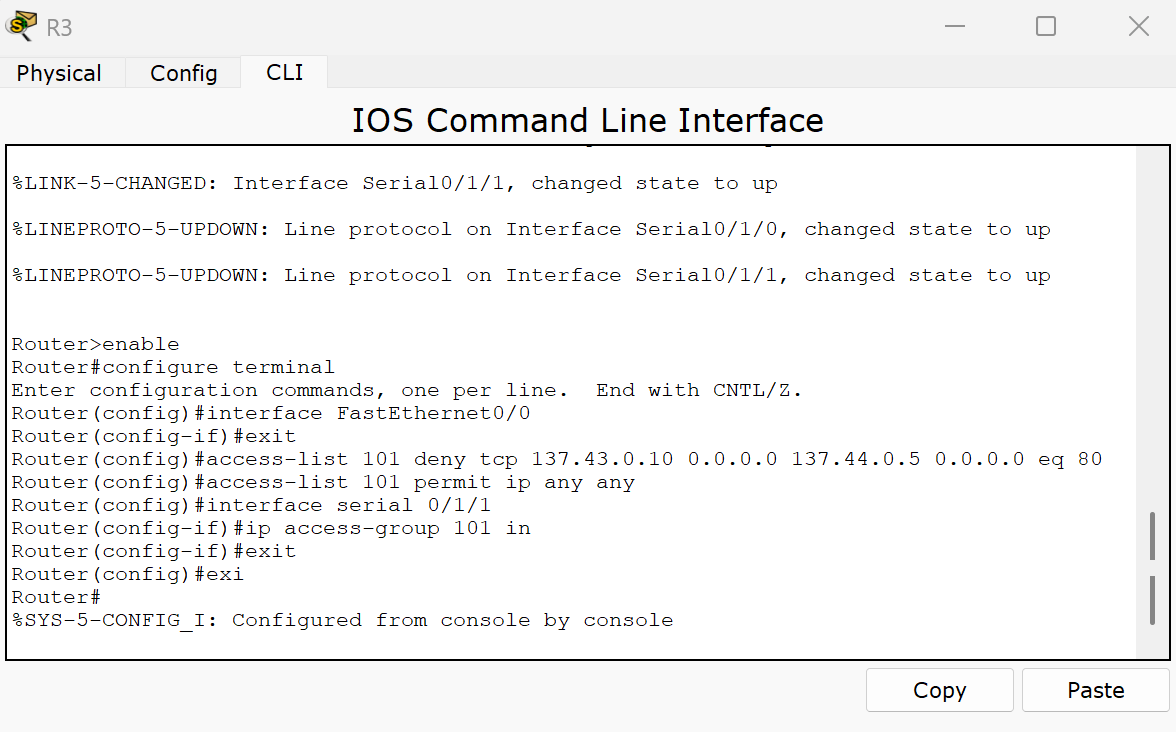 R3
Physical
Config
CLI
IOS Command Line Interface
%LINK-5-CHANGED: Interface Serial0/1/1, changed state to up
%LINEPROTO-5-UPDOWN: Line protocol on Interface Serial0/1/0, changed state to up
%LINEPROTO-5-UPDOWN: Line protocol on Interface Serial0/1/1, changed state to up
Router>enable
Router#configure terminal
Enter configuration commands, one per line.  End with CNTL/Z.
Router(config)#interface FastEthernet0/0
Router(config-if)#exit
Router(config)#access-list 101 deny tcp 137.43.0.10 0.0.0.0 137.44.0.5 0.0.0.0 eq 80
Router(config)#access-list 101 permit ip any any
Router(config)#interface serial 0/1/1
Router(config-if)#ip access-group 101 in
Router(config-if)#exit
Router(config)#exi
Router#
%SYS-5-CONFIG_I: Configured from console by console
Copy
Paste